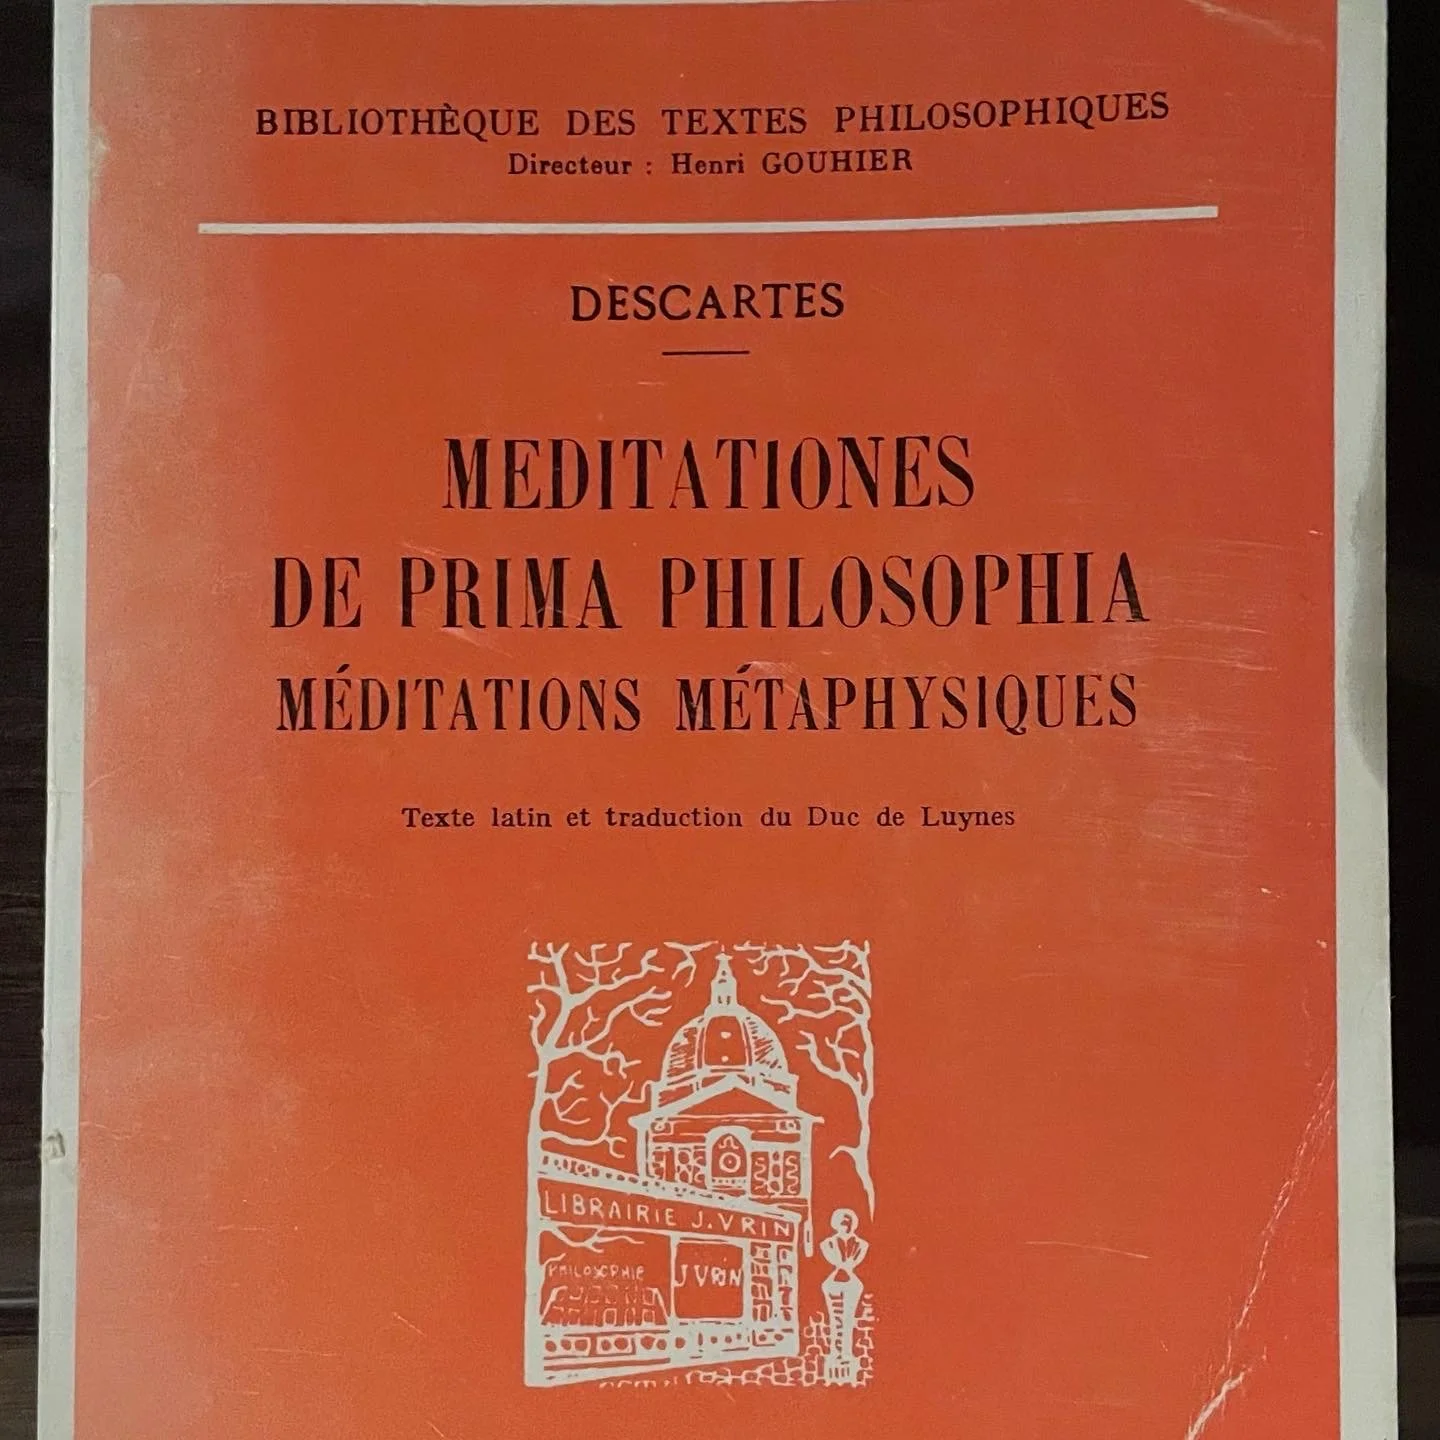 BIBLIOTHÈQUE DES TEXTES PHILOSOPHIQUES
Directeur : Henri GOUHIER
DESCARTES
MEDITATIONES
DE PRIMA PHILOSOPHIA
MÉDITATIONS MÉTAPHYSIQUES
Texte latin et traduction du Duc de Luynes
LIBRAIRIE J. VRIN
PHILOSOPHIE
J VRIN